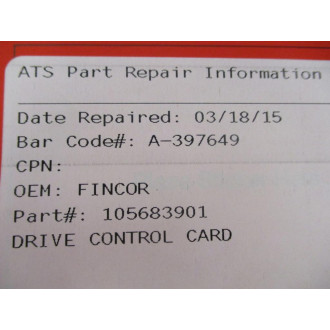 ATS Part Repair Information
Date Repaired: 03/18/15
Bar Code#: A-397649
CPN:
OEM: FINCOR
Part#: 105683901
DRIVE CONTROL CARD